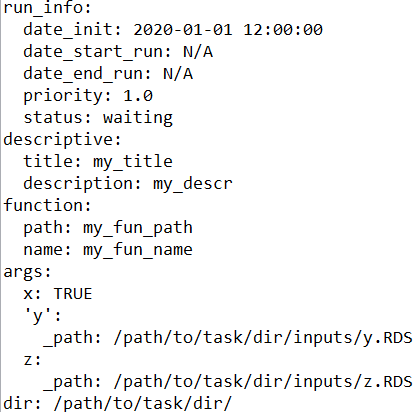 run_info:
  date_init: 2020-01-01 12:00:00
  date_start_run: N/A
  date_end_run: N/A
  priority: 1.0
  status: waiting
descriptive:
  title: my_title
  description: my_descr
function:
  path: my_fun_path
  name: my_fun_name
args:
  x: TRUE
  'y':
    _path: /path/to/task/dir/inputs/y.RDS
  z:
    _path: /path/to/task/dir/inputs/z.RDS
dir: /path/to/task/dir/